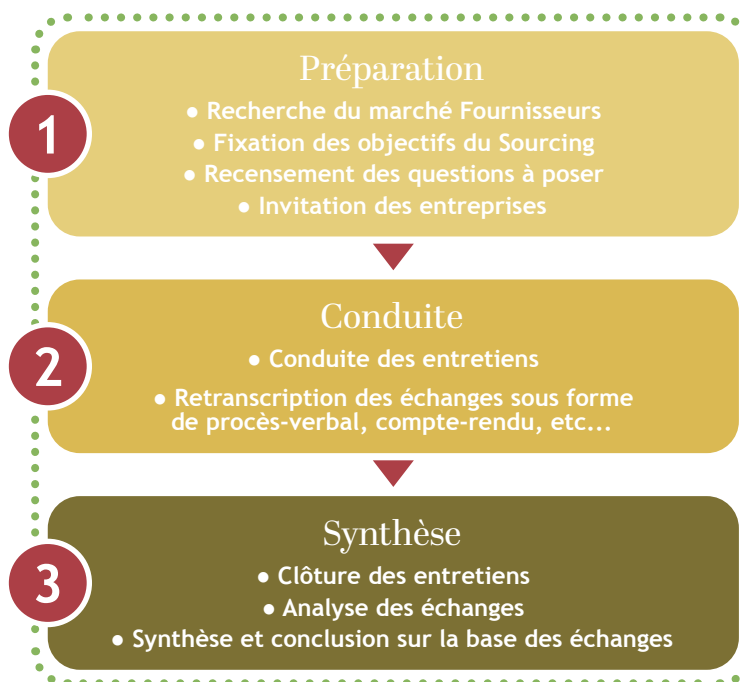 1
Préparation
● Recherche du marché Fournisseurs
● Fixation des objectifs du Sourcing
● Recensement des questions à poser
● Invitation des entreprises
2
Conduite
● Conduite des entretiens
● Retranscription des échanges sous forme
de procès-verbal, compte-rendu, etc...
3
Synthèse
● Clôture des entretiens
● Analyse des échanges
● Synthèse et conclusion sur la base des échanges